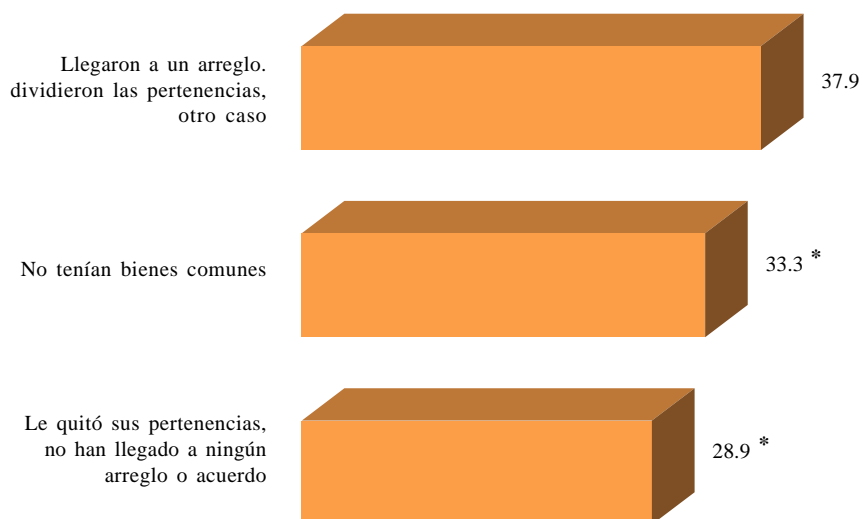 Llegaron a un arreglo.
dividieron las pertenencias,
otro caso
37.9
No tenían bienes comunes
33.3 *
Le quitó sus pertenencias,
no han llegado a ningún
arreglo o acuerdo
28.9 *